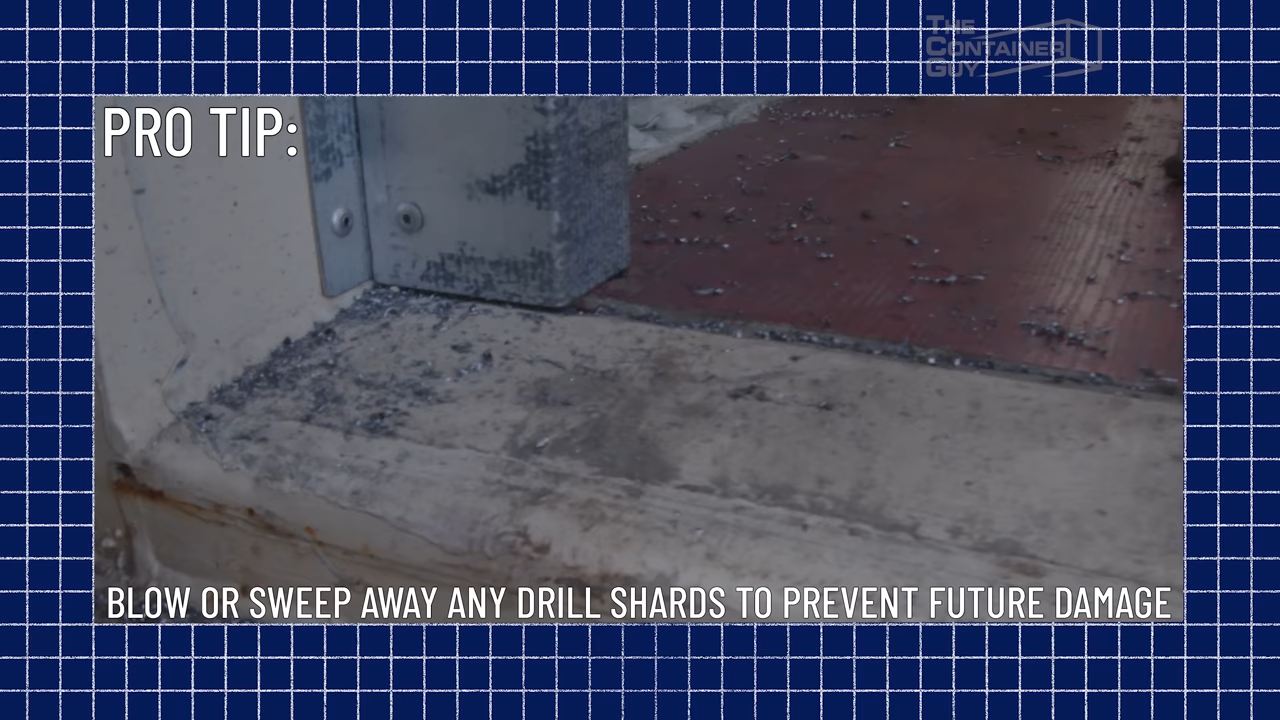 THE
CONTAINER
GUY
PRO TIP:
BLOW OR SWEEP AWAY ANY DRILL SHARDS TO PREVENT FUTURE DAMAGE